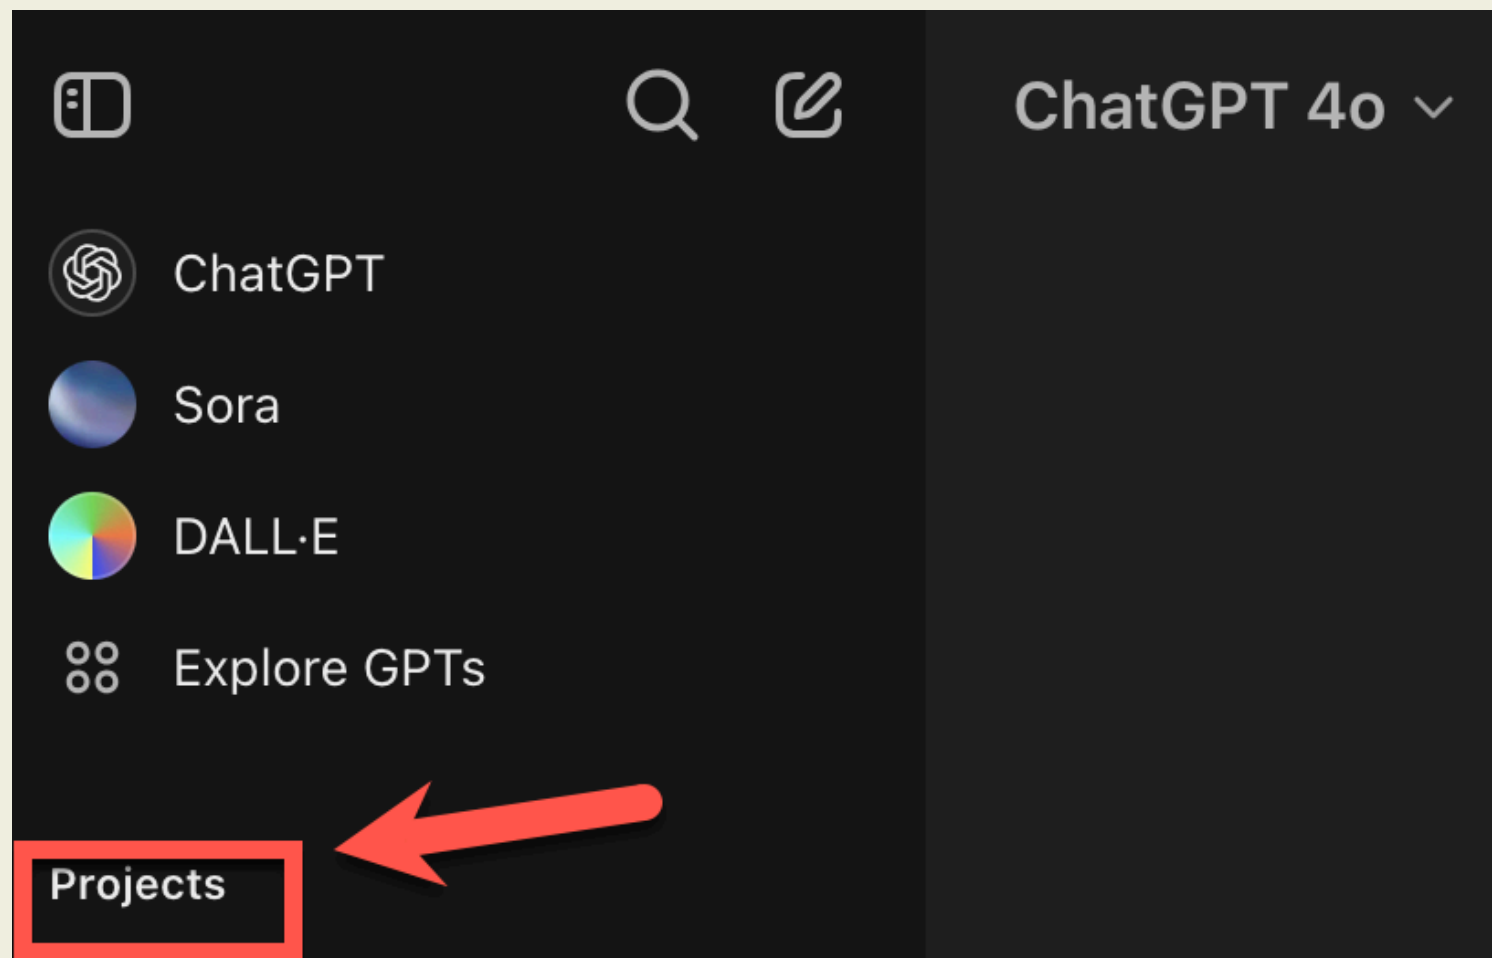 ChatGPT 4o
ChatGPT
Sora
DALL·E
Explore GPTs
Projects